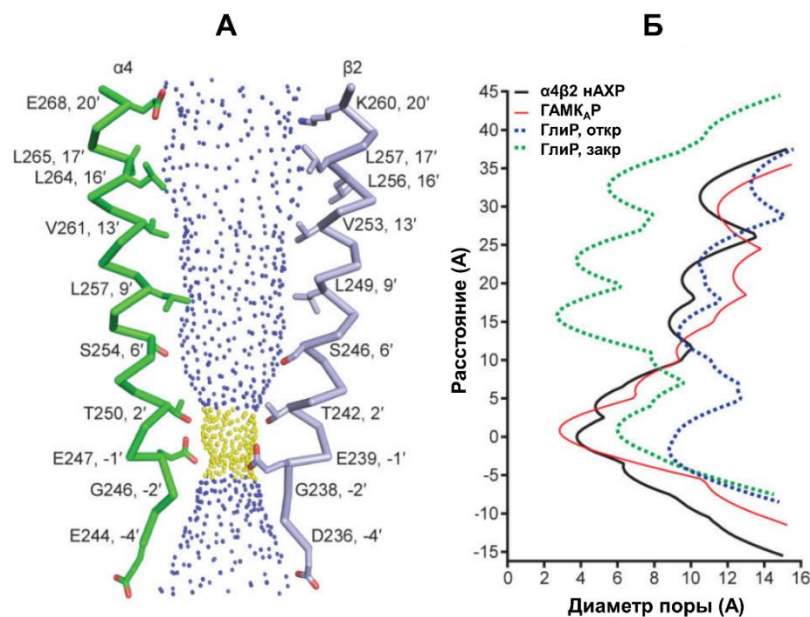 А
α4
β2
E268, 20′
K260, 20′
L265, 17′
L257, 17′
L264, 16′
L256, 16′
V261, 13′
V253, 13′
L257, 9′
L249, 9′
S254, 6′
S246, 6′
T250, 2′
T242, 2′
E247, -1′
E239, -1′
G246, -2′
G238, -2′
E244, -4′
D236, -4′
Б
α4β2 нАХР
ГАМКАР
ГлиР, откр
ГлиР, закр
Расстояние (А)
45
40
35
30
25
20
15
10
5
0
-5
-10
-15
0 2 4 6 8 10 12 14 16
Диаметр поры (А)